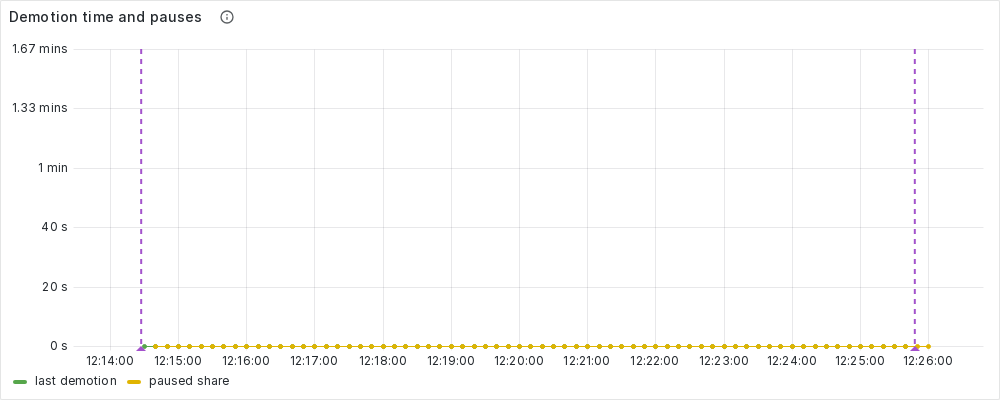 Demotion time and pauses
1.67 mins
1.33 mins
1 min
40 s
20 s
0 s
12:14:00 12:15:00 12:16:00 12:17:00 12:18:00 12:19:00 12:20:00 12:21:00 12:22:00 12:23:00 12:24:00 12:25:00 12:26:00
last demotion paused share